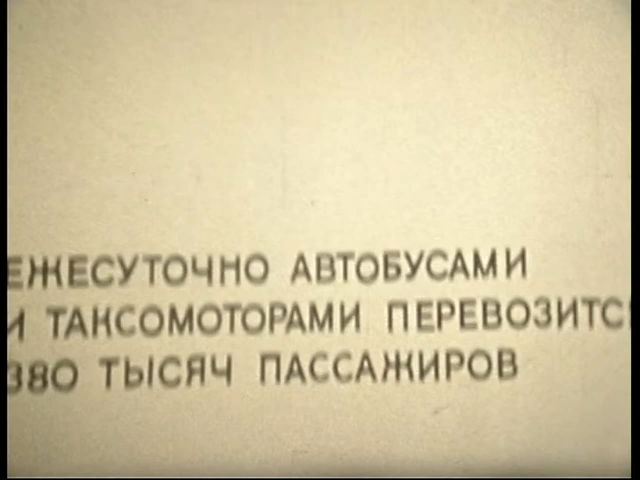 ЕЖЕСУТОЧНО АВТОБУСАМИ
И ТАКСОМОТОРАМИ ПЕРЕВОЗИТС
380 ТЫСЯЧ ПАССАЖИРОВ